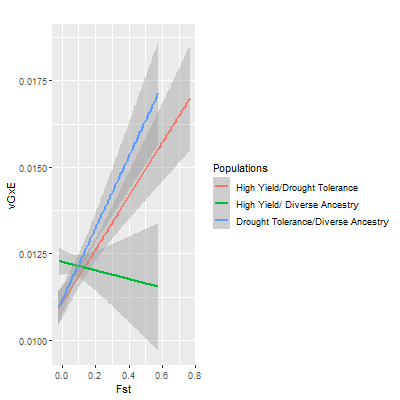 0.0175
0.0150
0.0125
0.0100
vGxE
0.0 0.2 0.4 0.6 0.8
Fst
Populations
High Yield/Drought Tolerance
High Yield/ Diverse Ancestry
Drought Tolerance/Diverse Ancestry